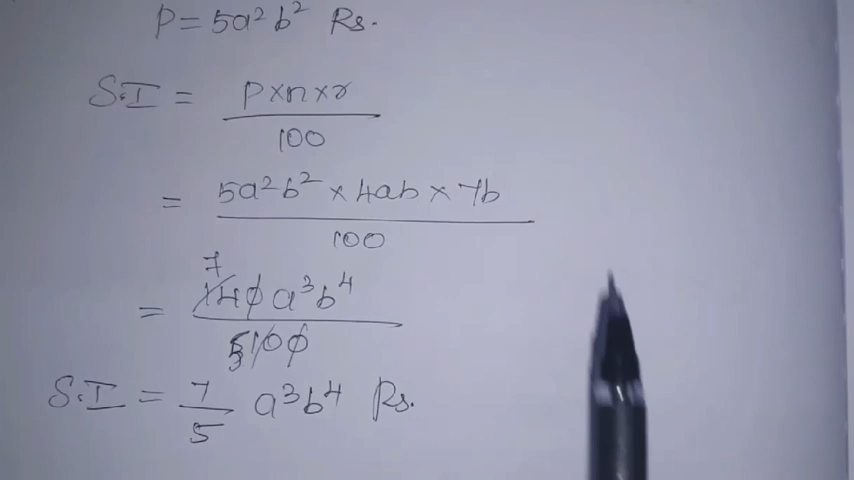 P = 5a²b² Rs.
S.I = P×n×r / 100
= 5a²b² × 4ab × 7b / 100
= 7 140 a³b⁴ / 5 100
S.I = 7/5 a³b⁴ Rs.